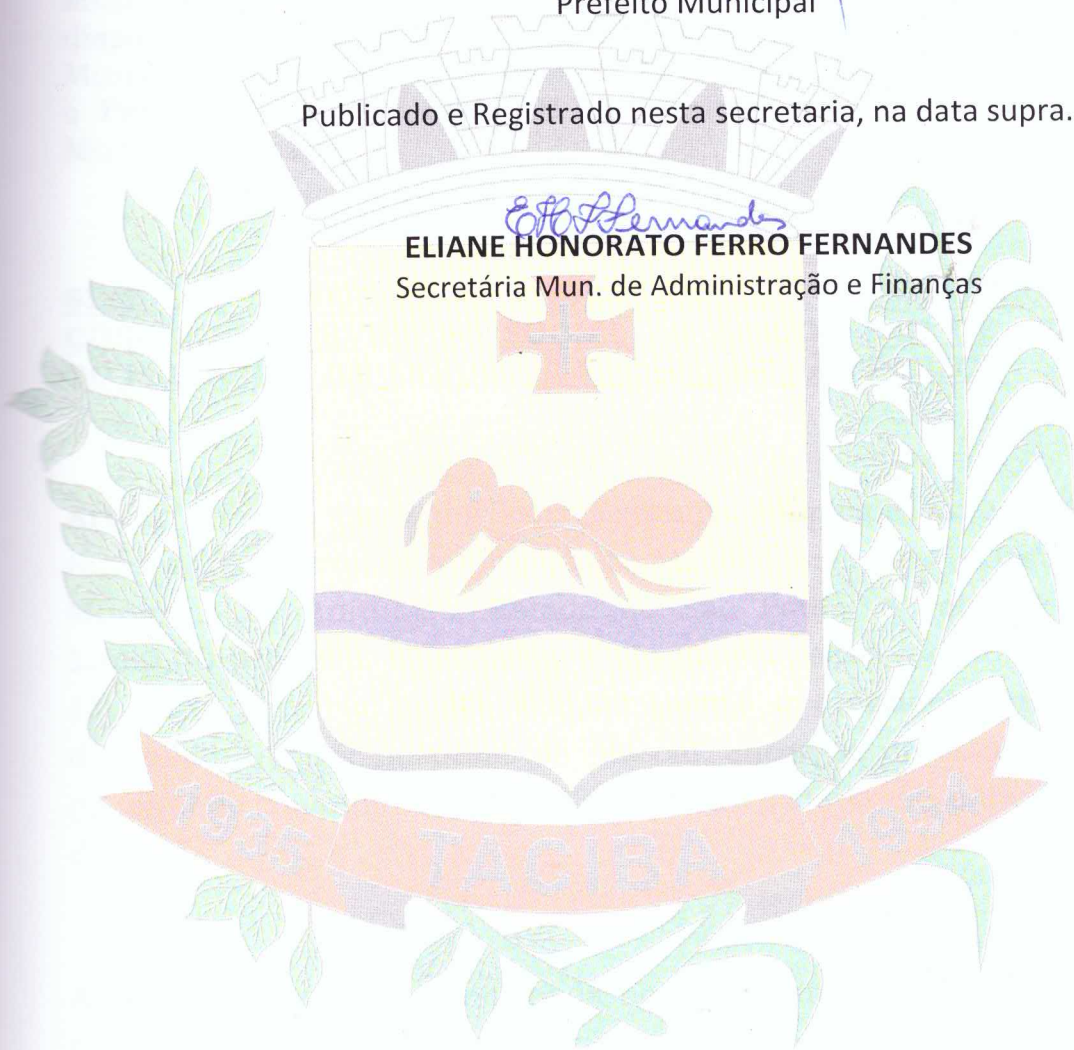 Prefeito Municipal
Publicado e Registrado nesta secretaria, na data supra.
ELIANE HONORATO FERRO FERNANDES
Secretária Mun. de Administração e Finanças
1935 TACIBA 1954